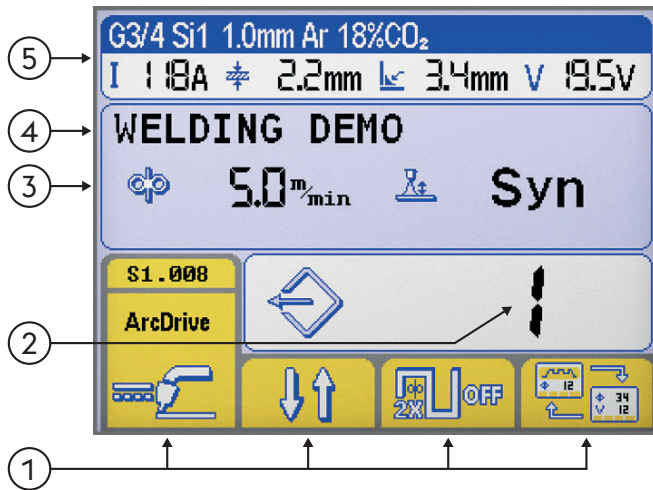 G3/4 Si1 1.0mm Ar 18%CO₂
5
I 118A 2.2mm 3.4mm V 19.5V
4
WELDING DEMO
3
5.0 m/min Syn
S1.008
ArcDrive
1
2
2X OFF
12
34
V 12
1